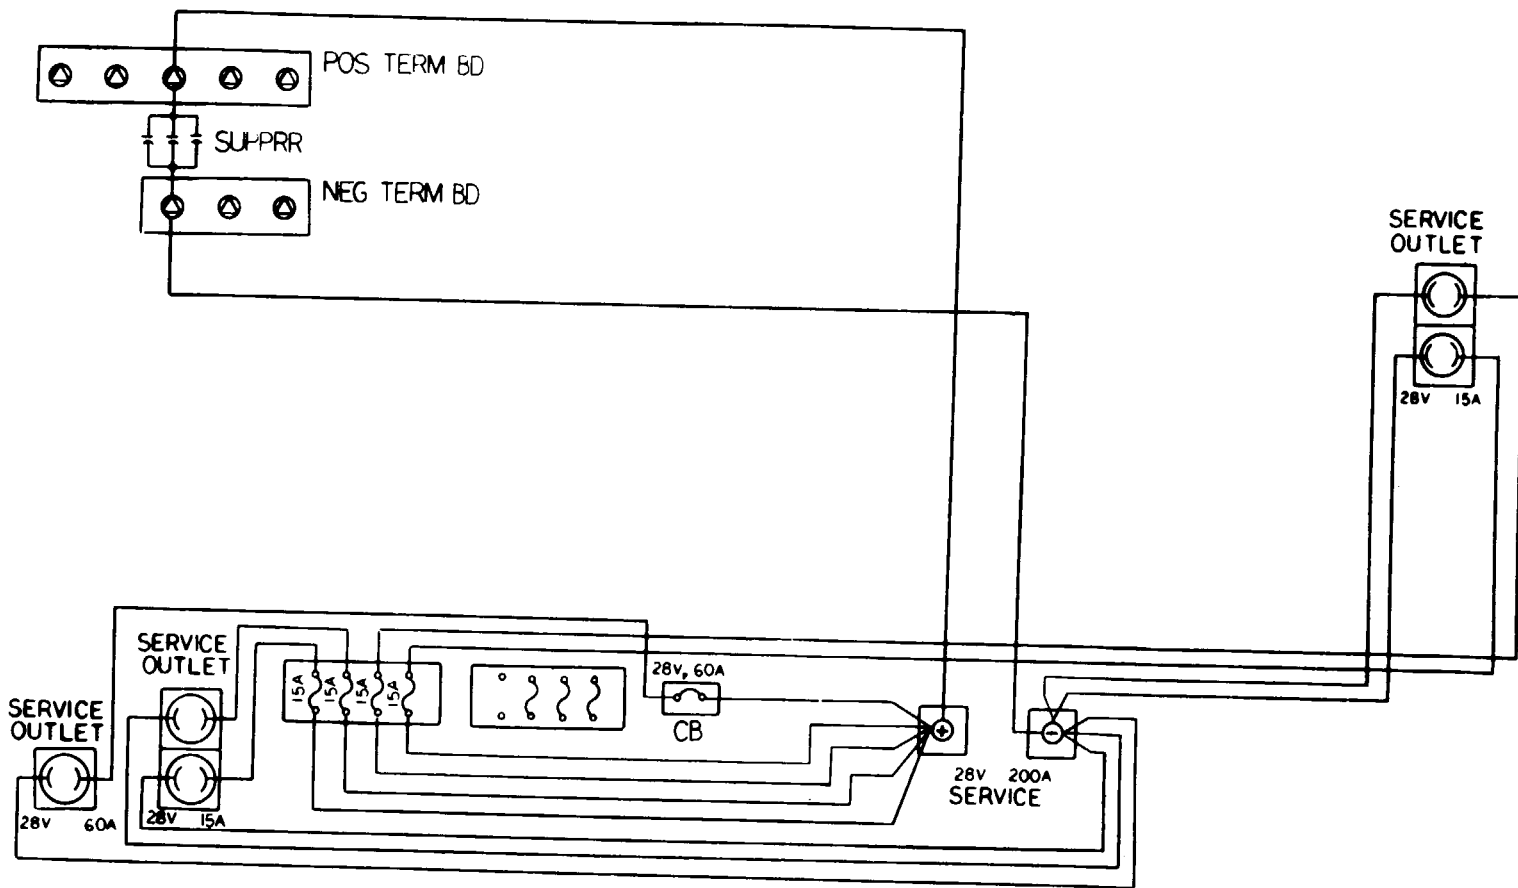 POS TERM BD
SUPPRR
NEG TERM BD
SERVICE
OUTLET
28V 15A
SERVICE
OUTLET
28V 15A
SERVICE
OUTLET
28V 60A
15A
15A
15A
15A
28V, 60A
CB
+
-
28V 200A
SERVICE